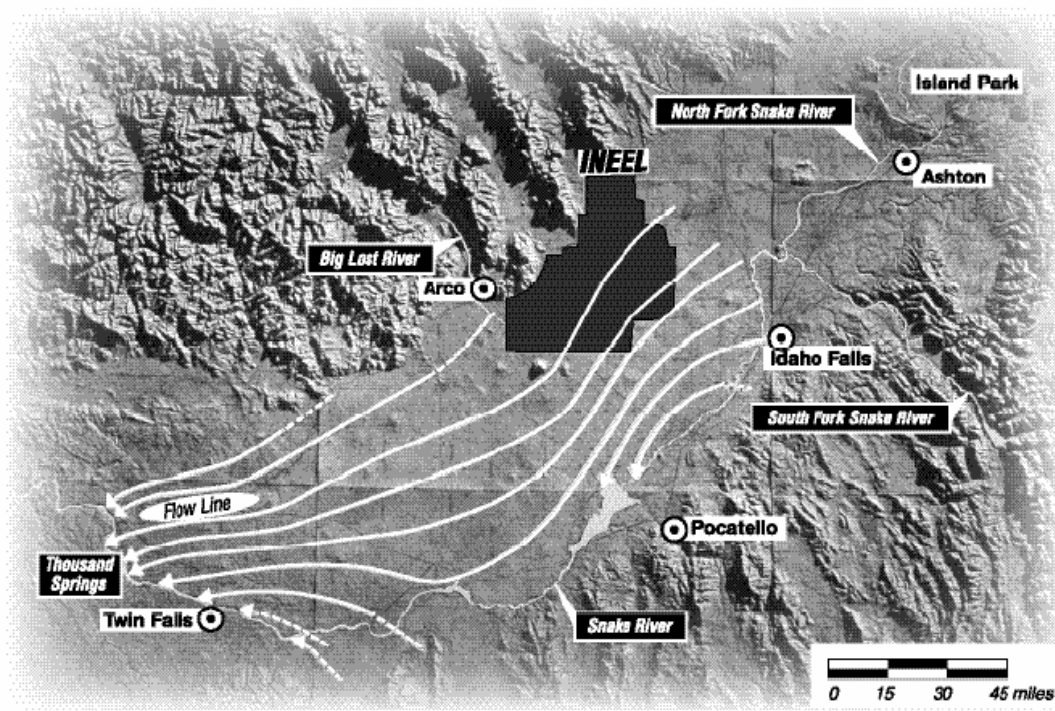 Island Park
North Fork Snake River
INEEL
Ashton
Big Lost River
Arco
Idaho Falls
South Fork Snake River
Flow Line
Pocatello
Thousand
Springs
Twin Falls
Snake River
0 15 30 45 miles